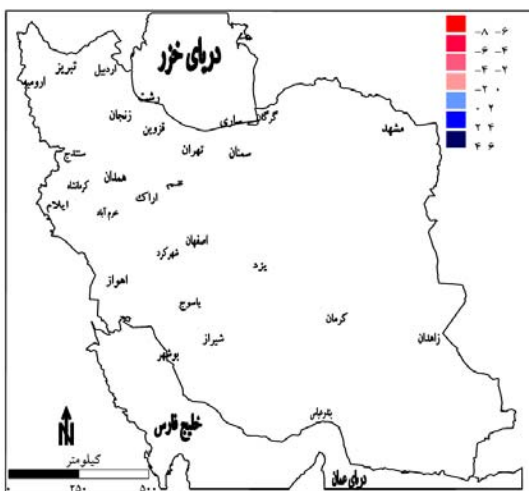 دریای خزر
-۸ -۶
-۶ -۴
-۴ -۲
-۲ ۰
۰ ۲
۲ ۴
۴ ۶
ارومیه
تبریز
اردبیل
رشت
زنجان
قزوین
ساری
گرگان
مشهد
تهران
سمنان
سنندج
همدان
کرمانشاه
قم
اراک
ایلام
خرم آباد
اصفهان
شهرکرد
یزد
اهواز
یاسوج
کرمان
شیراز
زاهدان
بوشهر
بندرعباس
خلیج فارس
دریای عمان
N
کیلومتر
۲۵۰ ۵۰۰